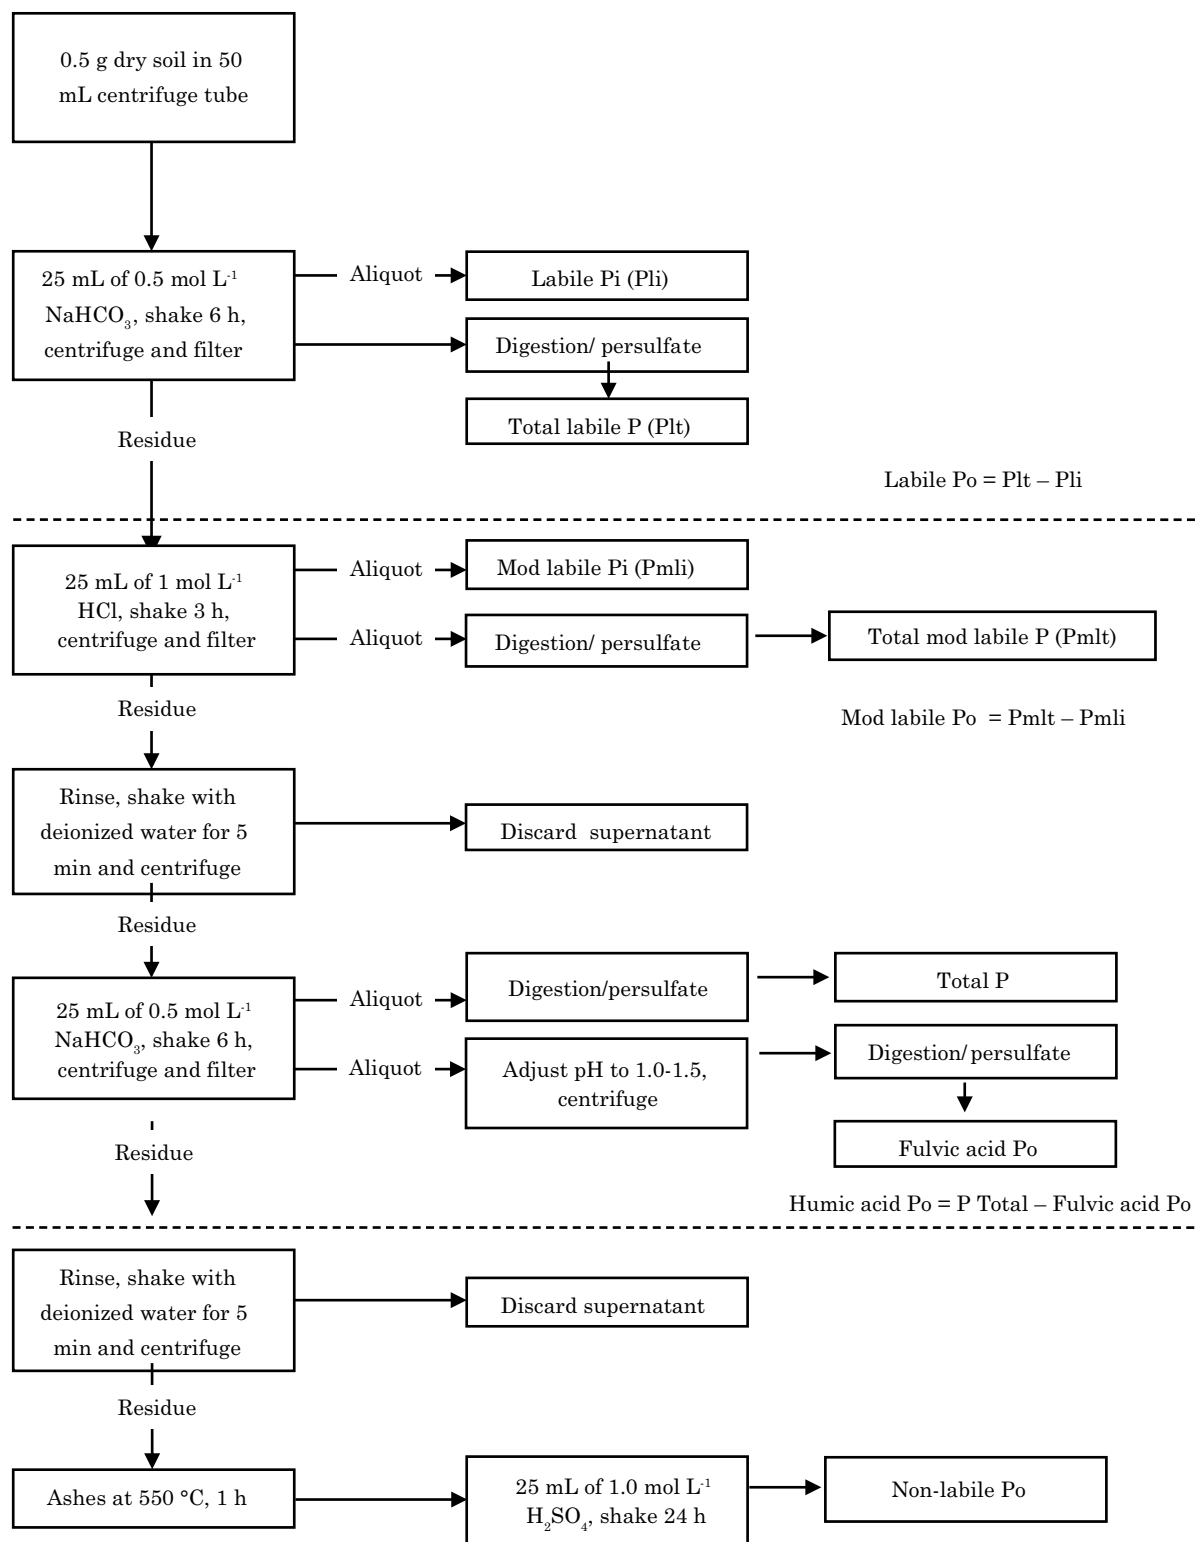 0.5 g dry soil in 50
mL centrifuge tube
25 mL of 0.5 mol L-1
NaHCO3, shake 6 h,
centrifuge and filter
Aliquot
Labile Pi (Pli)
Digestion/ persulfate
Total labile P (Plt)
Residue
Labile Po = Plt – Pli
25 mL of 1 mol L-1
HCl, shake 3 h,
centrifuge and filter
Aliquot
Mod labile Pi (Pmli)
Aliquot
Digestion/ persulfate
Total mod labile P (Pmlt)
Residue
Mod labile Po = Pmlt – Pmli
Rinse, shake with
deionized water for 5
min and centrifuge
Discard supernatant
Residue
25 mL of 0.5 mol L-1
NaHCO3, shake 6 h,
centrifuge and filter
Aliquot
Digestion/persulfate
Total P
Aliquot
Adjust pH to 1.0-1.5,
centrifuge
Digestion/ persulfate
Fulvic acid Po
Residue
Humic acid Po = P Total – Fulvic acid Po
Rinse, shake with
deionized water for 5
min and centrifuge
Discard supernatant
Residue
Ashes at 550 °C, 1 h
25 mL of 1.0 mol L-1
H2SO4, shake 24 h
Non-labile Po